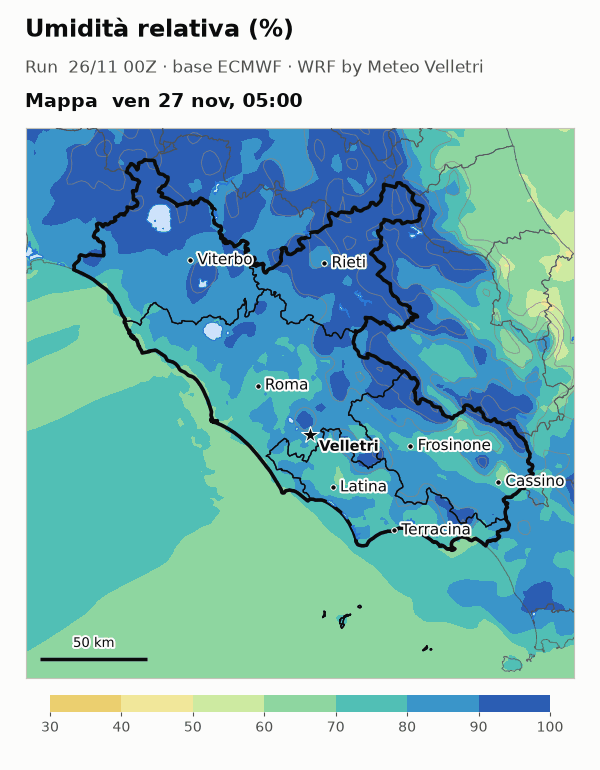 Umidità relativa (%)
Run 26/11 00Z · base ECMWF · WRF by Meteo Velletri
Mappa ven 27 nov, 05:00
Viterbo
Rieti
Roma
Velletri
Frosinone
Cassino
Latina
Terracina
50 km
30 40 50 60 70 80 90 100